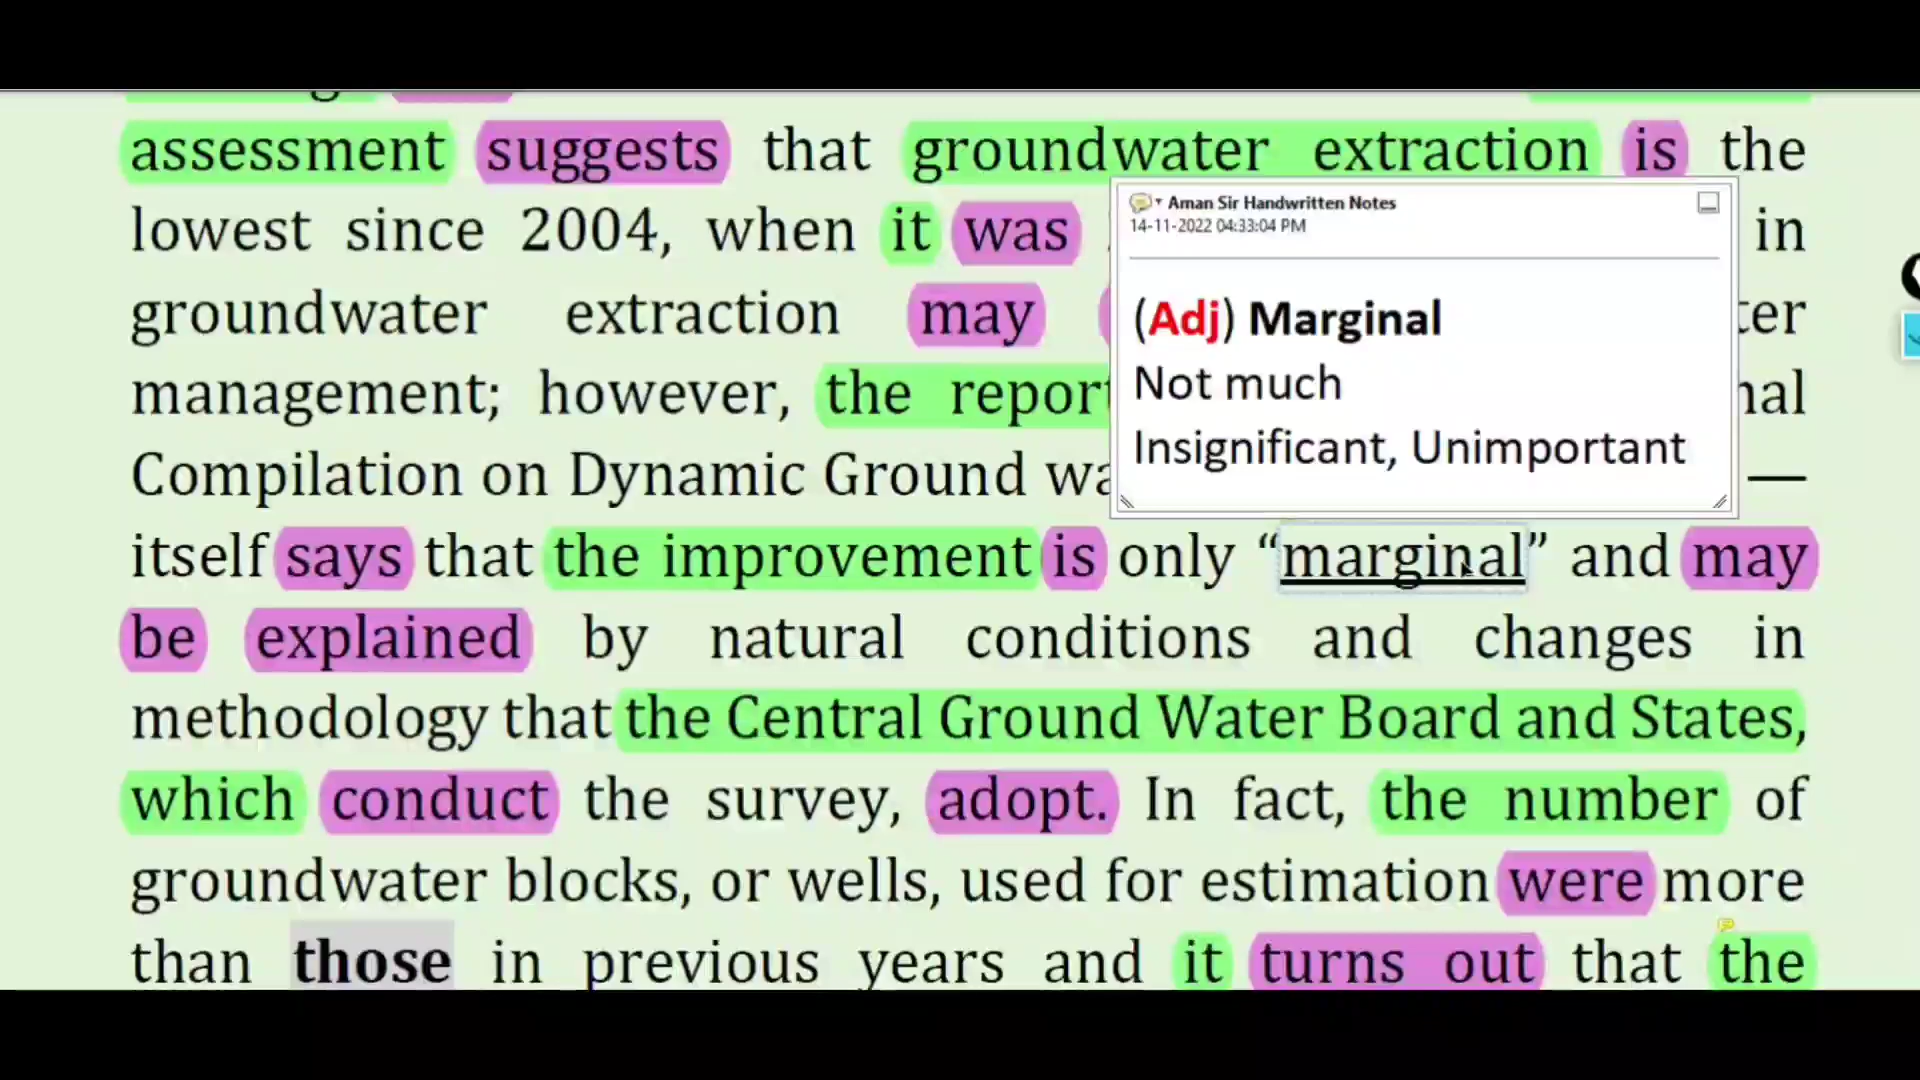 assessment suggests that groundwater extraction is the
lowest since 2004, when it was in
groundwater extraction may
management; however, the report
Compilation on Dynamic Ground —
itself says that the improvement is only “marginal” and may
be explained by natural conditions and changes in
methodology that the Central Ground Water Board and States,
which conduct the survey, adopt. In fact, the number of
groundwater blocks, or wells, used for estimation were more
than those in previous years and it turns out that the
Aman Sir Handwritten Notes
14-11-2022 04:33:04 PM
(Adj) Marginal
Not much
Insignificant, Unimportant